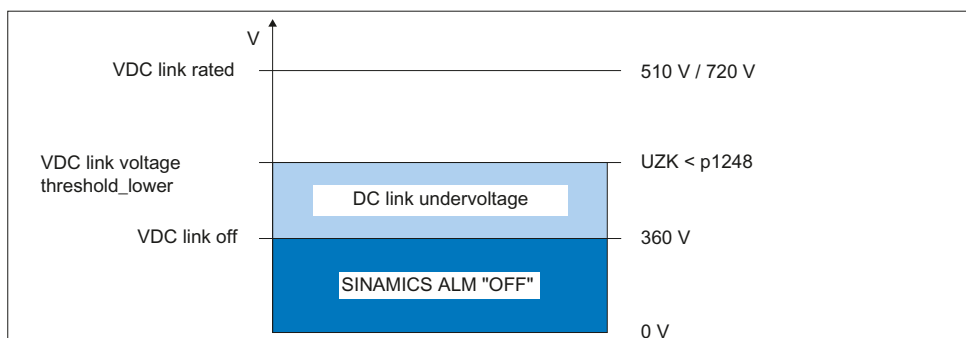 V
VDC link rated
510 V / 720 V
VDC link voltage
threshold_lower
UZK < p1248
DC link undervoltage
VDC link off
360 V
SINAMICS ALM "OFF"
0 V